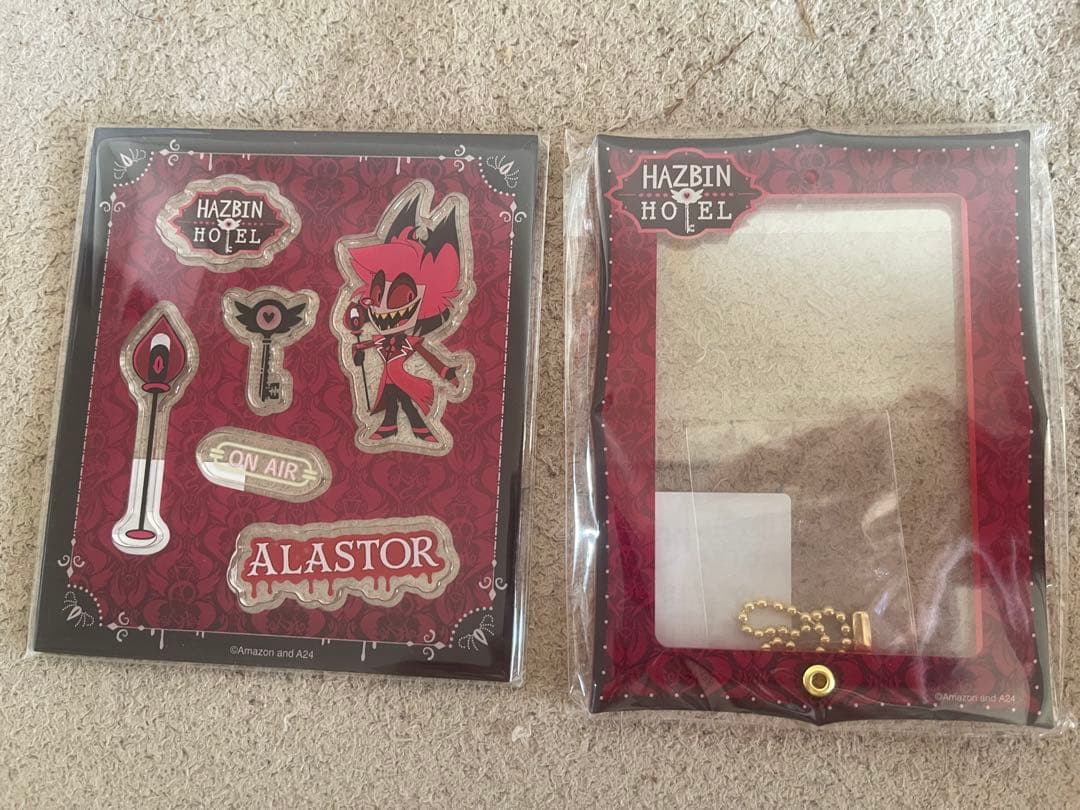 HAZBIN
HOTEL
ON AIR
ALASTOR
©Amazon and A24
HAZBIN
HOTEL
©Amazon and A24